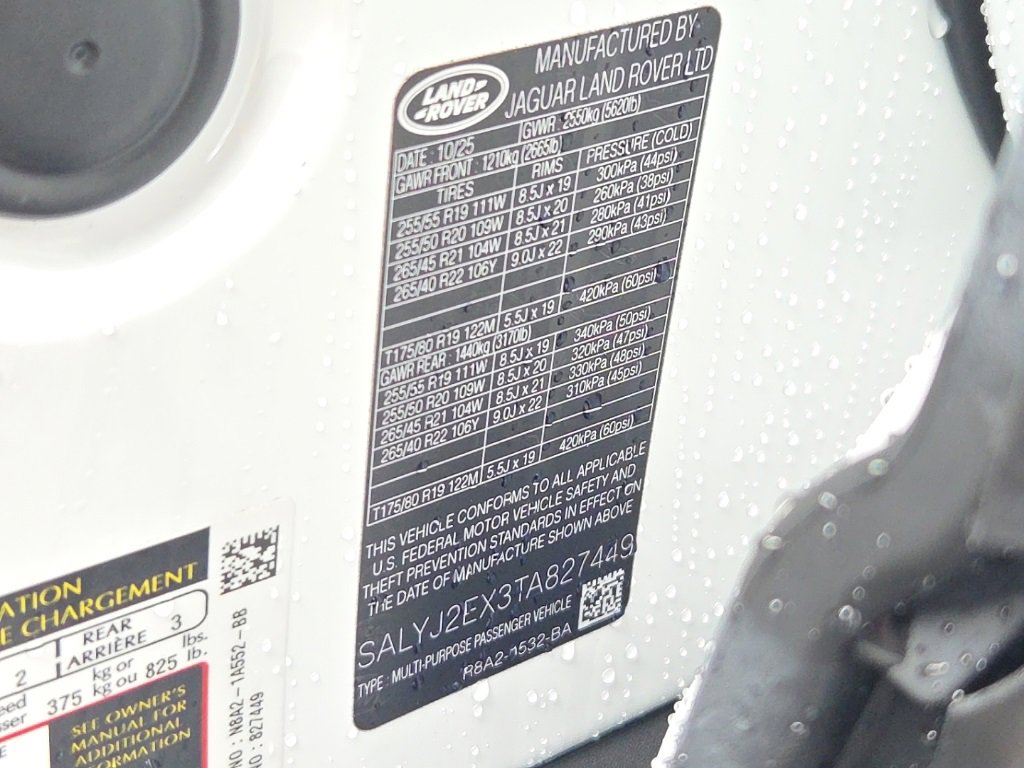 LAND-
-ROVER
MANUFACTURED BY
JAGUAR LAND ROVER LTD
DATE: 10/25 GVWR: 2550kg (5620lb)
GAWR FRONT: 1210kg (2665lb)
TIRES RIMS PRESSURE (COLD)
255/55 R19 111W 8.5J x 19 300kPa (44psi)
255/50 R20 109W 8.5J x 20 260kPa (38psi)
265/45 R21 104W 8.5J x 21 280kPa (41psi)
265/40 R22 106Y 9.0J x 22 290kPa (43psi)
T175/80 R19 122M 5.5J x 19 420kPa (60psi)
GAWR REAR: 1440kg (3170lb)
255/55 R19 111W 8.5J x 19 340kPa (50psi)
255/50 R20 109W 8.5J x 20 320kPa (47psi)
265/45 R21 104W 8.5J x 21 330kPa (48psi)
265/40 R22 106Y 9.0J x 22 310kPa (45psi)
T175/80 R19 122M 5.5J x 19 420kPa (60psi)
THIS VEHICLE CONFORMS TO ALL APPLICABLE
U.S. FEDERAL MOTOR VEHICLE SAFETY AND
THEFT PREVENTION STANDARDS IN EFFECT ON
THE DATE OF MANUFACTURE SHOWN ABOVE
SALYJ2EX3TA827449
TYPE: MULTI-PURPOSE PASSENGER VEHICLE
R8A2-1532-BA
ATION
E CHARGEMENT
2 REAR 3
ARRIÈRE
375 kg or 825 lbs.
kg ou lb.
SEE OWNER'S
MANUAL FOR
ADDITIONAL
INFORMATION
NO: N8A2-1A552-BB
NO: 827449